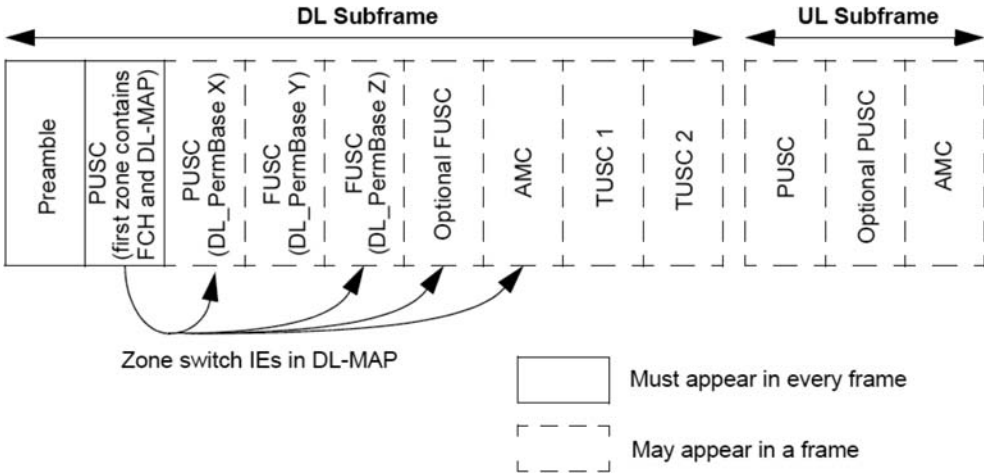 DL Subframe
UL Subframe
Preamble
PUSC
(first zone contains
FCH and DL-MAP)
PUSC
(DL_PermBase X)
FUSC
(DL_PermBase Y)
FUSC
(DL_PermBase Z)
Optional FUSC
AMC
TUSC 1
TUSC 2
PUSC
Optional PUSC
AMC
Zone switch IEs in DL-MAP
Must appear in every frame
May appear in a frame